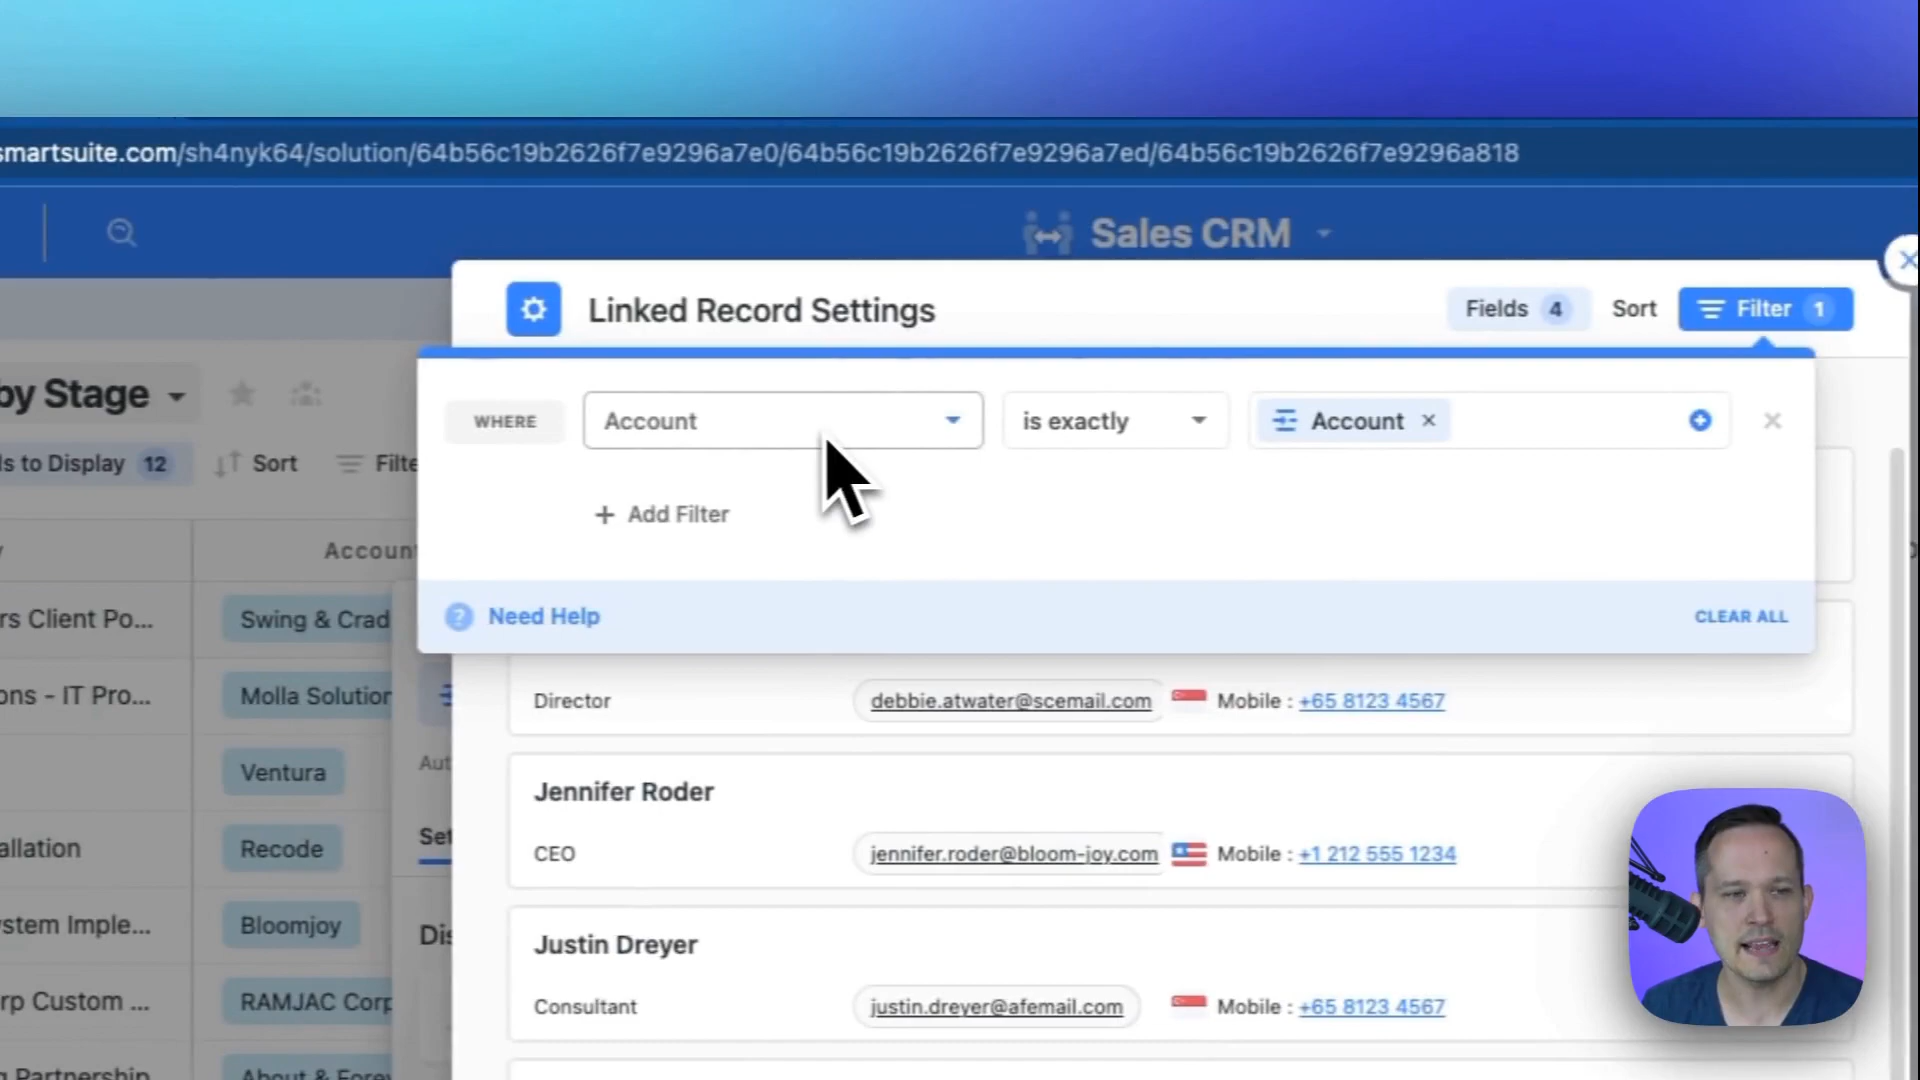 smartsuite.com/sh4nyk64/solution/64b56c19b2626f7e9296a7e0/64b56c19b2626f7e9296a7ed/64b56c19b2626f7e9296a818
Sales CRM
Linked Record Settings
Fields 4
Sort
Filter 1
by Stage
WHERE
Account
is exactly
Account
ls to Display 12
Sort
Filte
+ Add Filter
Account
rs Client Po...
Swing & Crad
Need Help
CLEAR ALL
ons - IT Pro...
Molla Solution
Director
debbie.atwater@scemail.com
Mobile : +65 8123 4567
Aut
Ventura
Jennifer Roder
Set
allation
Recode
CEO
jennifer.roder@bloom-joy.com
Mobile : +1 212 555 1234
ystem Imple...
Bloomjoy
Dis
Justin Dreyer
rp Custom ...
RAMJAC Corp
Consultant
justin.dreyer@afemail.com
Mobile : +65 8123 4567
g Partnership
About & Forev